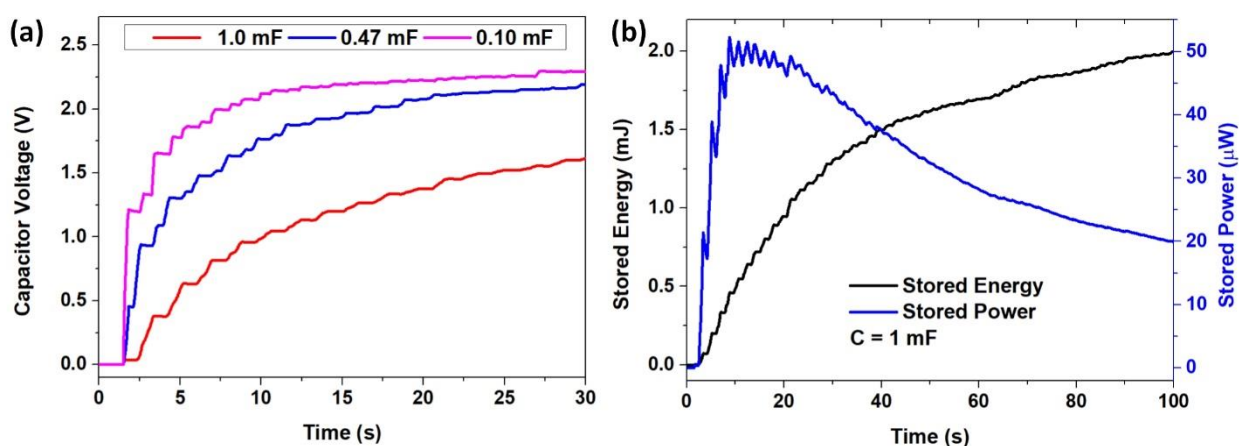 (a)
1.0 mF 0.47 mF 0.10 mF
2.5
2.0
1.5
1.0
0.5
0.0
Capacitor Voltage (V)
0 5 10 15 20 25 30
Time (s)
(b)
2.0
1.5
1.0
0.5
0.0
Stored Energy (mJ)
50
40
30
20
10
0
Stored Power (μW)
Stored Energy
Stored Power
C = 1 mF
0 20 40 60 80 100
Time (s)